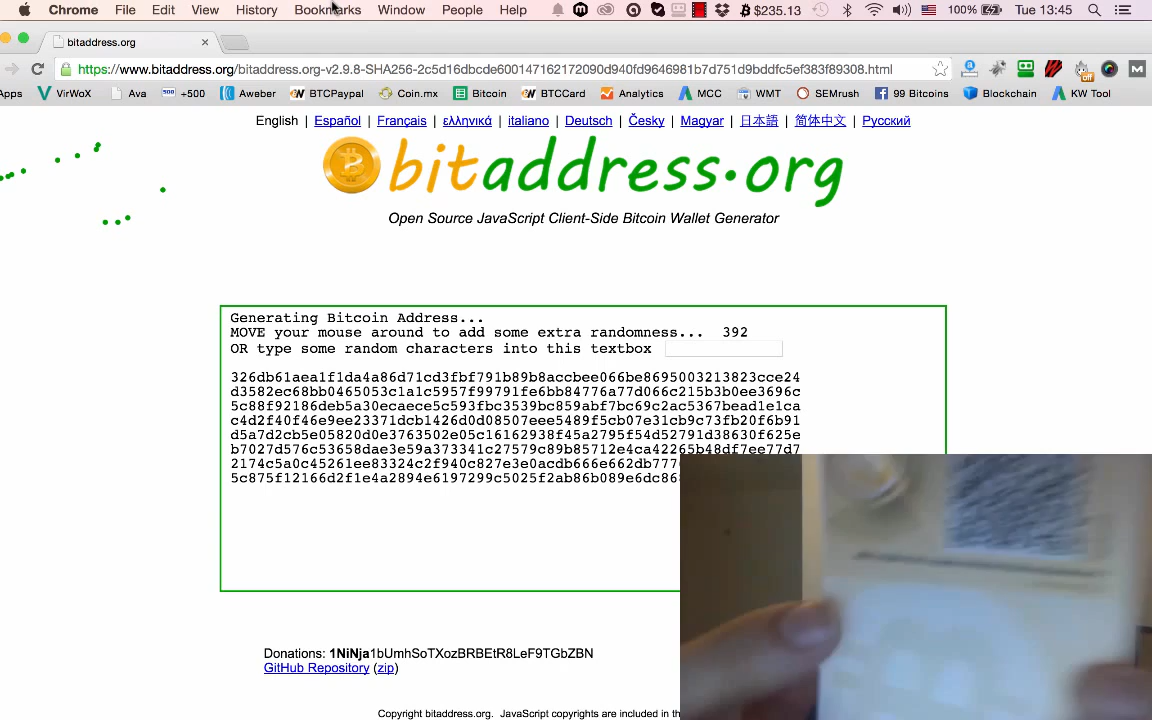 Chrome File Edit View History Bookmarks Window People Help $235.13 100% Tue 13:45
bitaddress.org
https://www.bitaddress.org/bitaddress.org-v2.9.8-SHA256-2c5d16dbcde600147162172090d940fd9646981b7d751d9bddfc5ef383f89308.html
Apps VirWoX Ava +500 Aweber BTCPaypal Coin.mx Bitcoin BTCCard Analytics MCC WMT SEMrush 99 Bitcoins Blockchain KW Tool
English | Español | Français | ελληνικά | italiano | Deutsch | Česky | Magyar | 日本語 | 简体中文 | Русский
bitaddress.org
Open Source JavaScript Client-Side Bitcoin Wallet Generator
Generating Bitcoin Address...
MOVE your mouse around to add some extra randomness... 392
OR type some random characters into this textbox
326db61aea1f1da4a86d71cd3fbf791b89b8accbee066be8695003213823cce24
d3582ec68bb0465053c1a1c5957f99791fe6bb84776a77d066c215b3b0ee3696c
5c88f92186deb5a30ecaece5c593fbc3539bc859abf7bc69c2ac5367bead1e1ca
c4d2f40f46e9ee23371dcb1426d0d08507eee5489f5cb07e31cb9c73fb20f6b91
d5a7d2cb5e05820d0e3763502e05c16162938f45a2795f54d52791d38630f625e
b7027d576c53658dae3e59a373341c27579c89b85712e4ca42265b48df7ee77d7
2174c5a0c45261ee83324c2f940c827e3e0acdb666e662db777
5c875f12166d2f1e4a2894e6197299c5025f2ab86b089e6dc86
Donations: 1NiNja1bUmhSoTXozBRBEtR8LeF9TGbZBN
GitHub Repository (zip)
Copyright bitaddress.org. JavaScript copyrights are included in the